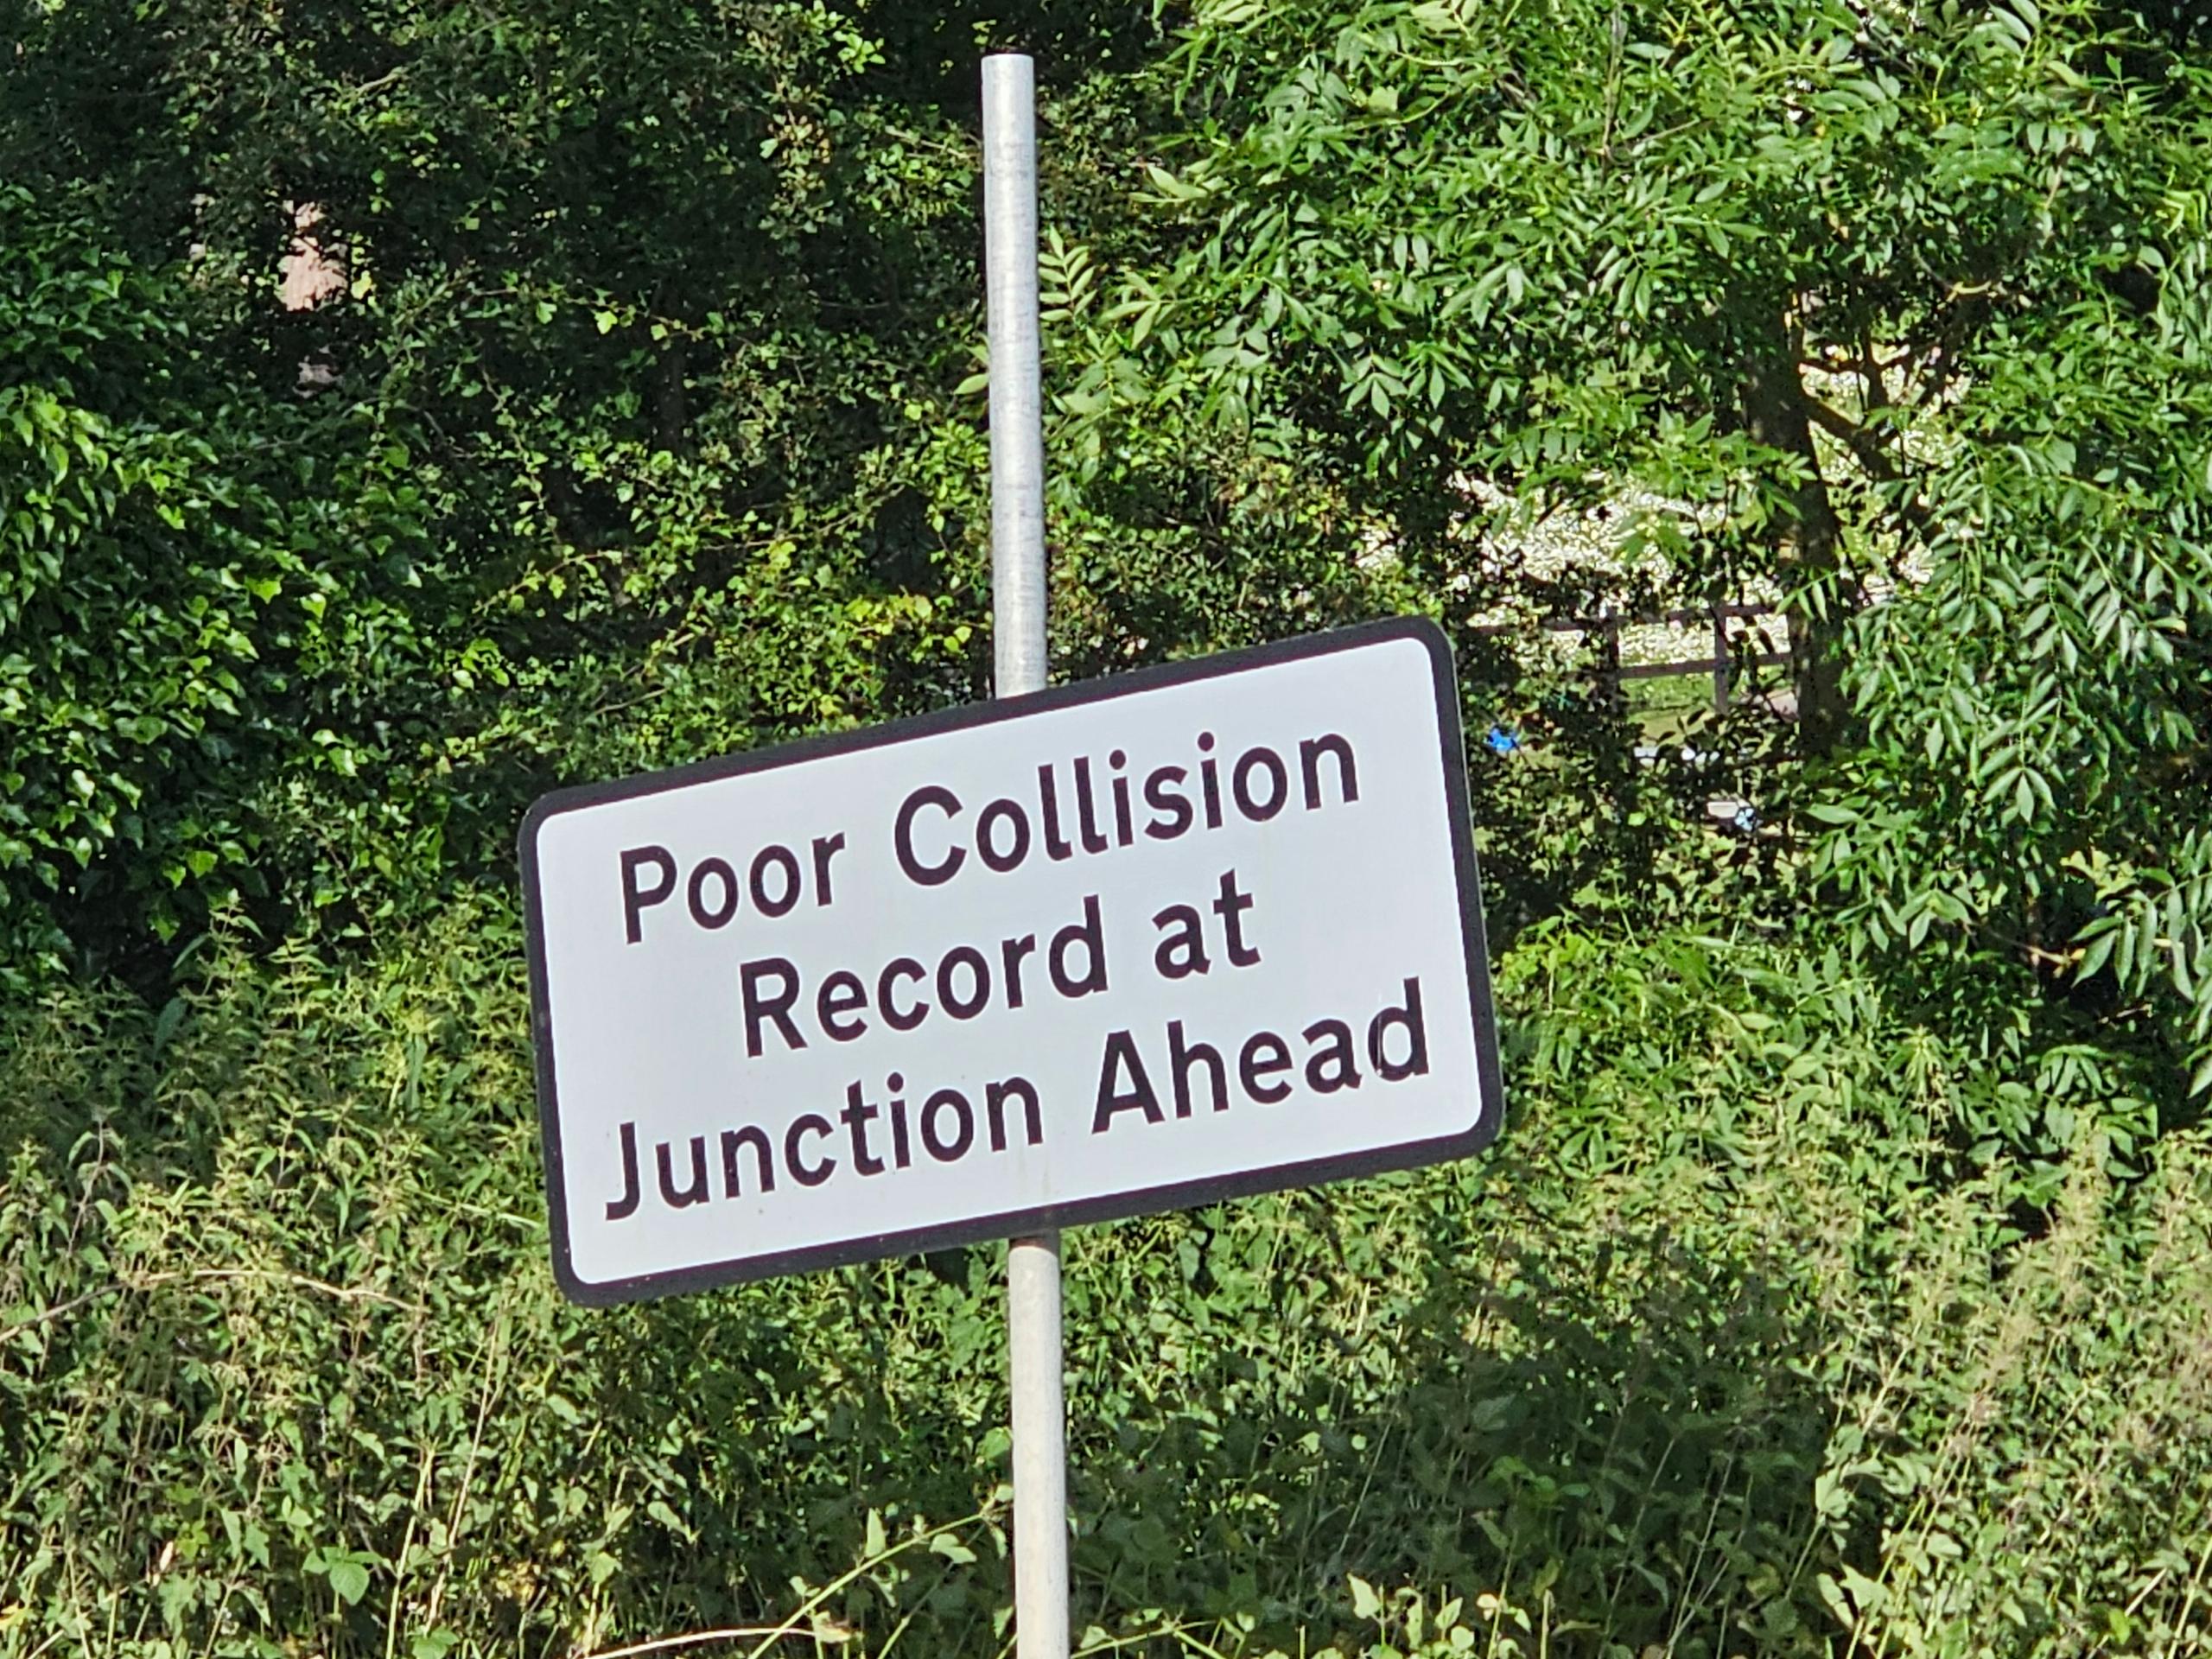 Poor Collision
Record at
Junction Ahead